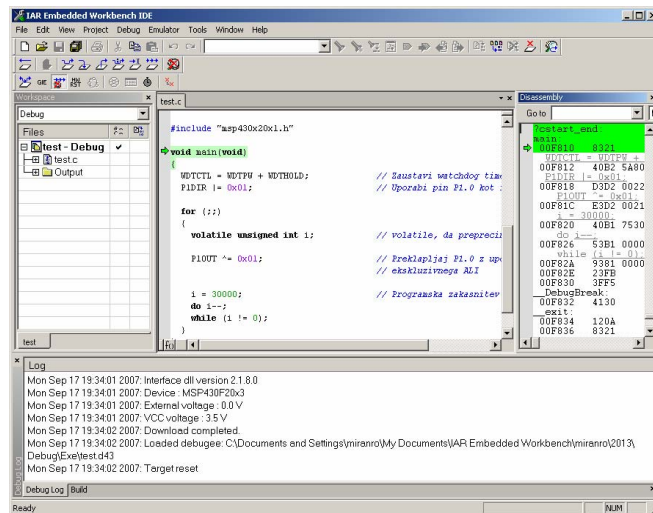 IAR Embedded Workbench IDE
File Edit View Project Debug Emulator Tools Window Help
GIE
RST
Workspace
Debug
Files
test - Debug
test.c
Output
test
test.c
#include "msp430x20x1.h"
void main(void)
{
WDTCTL = WDTPW + WDTHOLD; // Zaustavi watchdog time
P1DIR |= 0x01; // Uporabi pin P1.0 kot
for (;;)
{
volatile unsigned int i; // volatile, da preprecin
P1OUT ^= 0x01; // Preklapljaj P1.0 z upo
// ekskluzivnega ALI
i = 30000; // Programska zakasnitev
do i--;
while (i != 0);
}
f()
Disassembly
Go to
?cstart_end:
main:
00F810 8321
WDTCTL = WDTPW +
00F812 40B2 5A80
P1DIR |= 0x01;
00F818 D3D2 0022
P1OUT ^= 0x01;
00F81C E3D2 0021
i = 30000;
00F820 40B1 7530
do i--;
00F826 53B1 0000
while (i != 0);
00F82A 9381 0000
00F82E 23FB
00F830 3FF5
__DebugBreak:
00F832 4130
__exit:
00F834 120A
00F836 8321
Log
Mon Sep 17 19:34:01 2007: Interface dll version 2.1.8.0
Mon Sep 17 19:34:01 2007: Device : MSP430F20x3
Mon Sep 17 19:34:01 2007: External voltage : 0.0 V
Mon Sep 17 19:34:01 2007: VCC voltage : 3.5 V
Mon Sep 17 19:34:02 2007: Download completed.
Mon Sep 17 19:34:02 2007: Loaded debugee: C:\Documents and Settings\miranro\My Documents\IAR Embedded Workbench\miranro\2013\
Debug\Exe\test.d43
Mon Sep 17 19:34:02 2007: Target reset
Debug Log
Debug Log Build
Ready
NUM